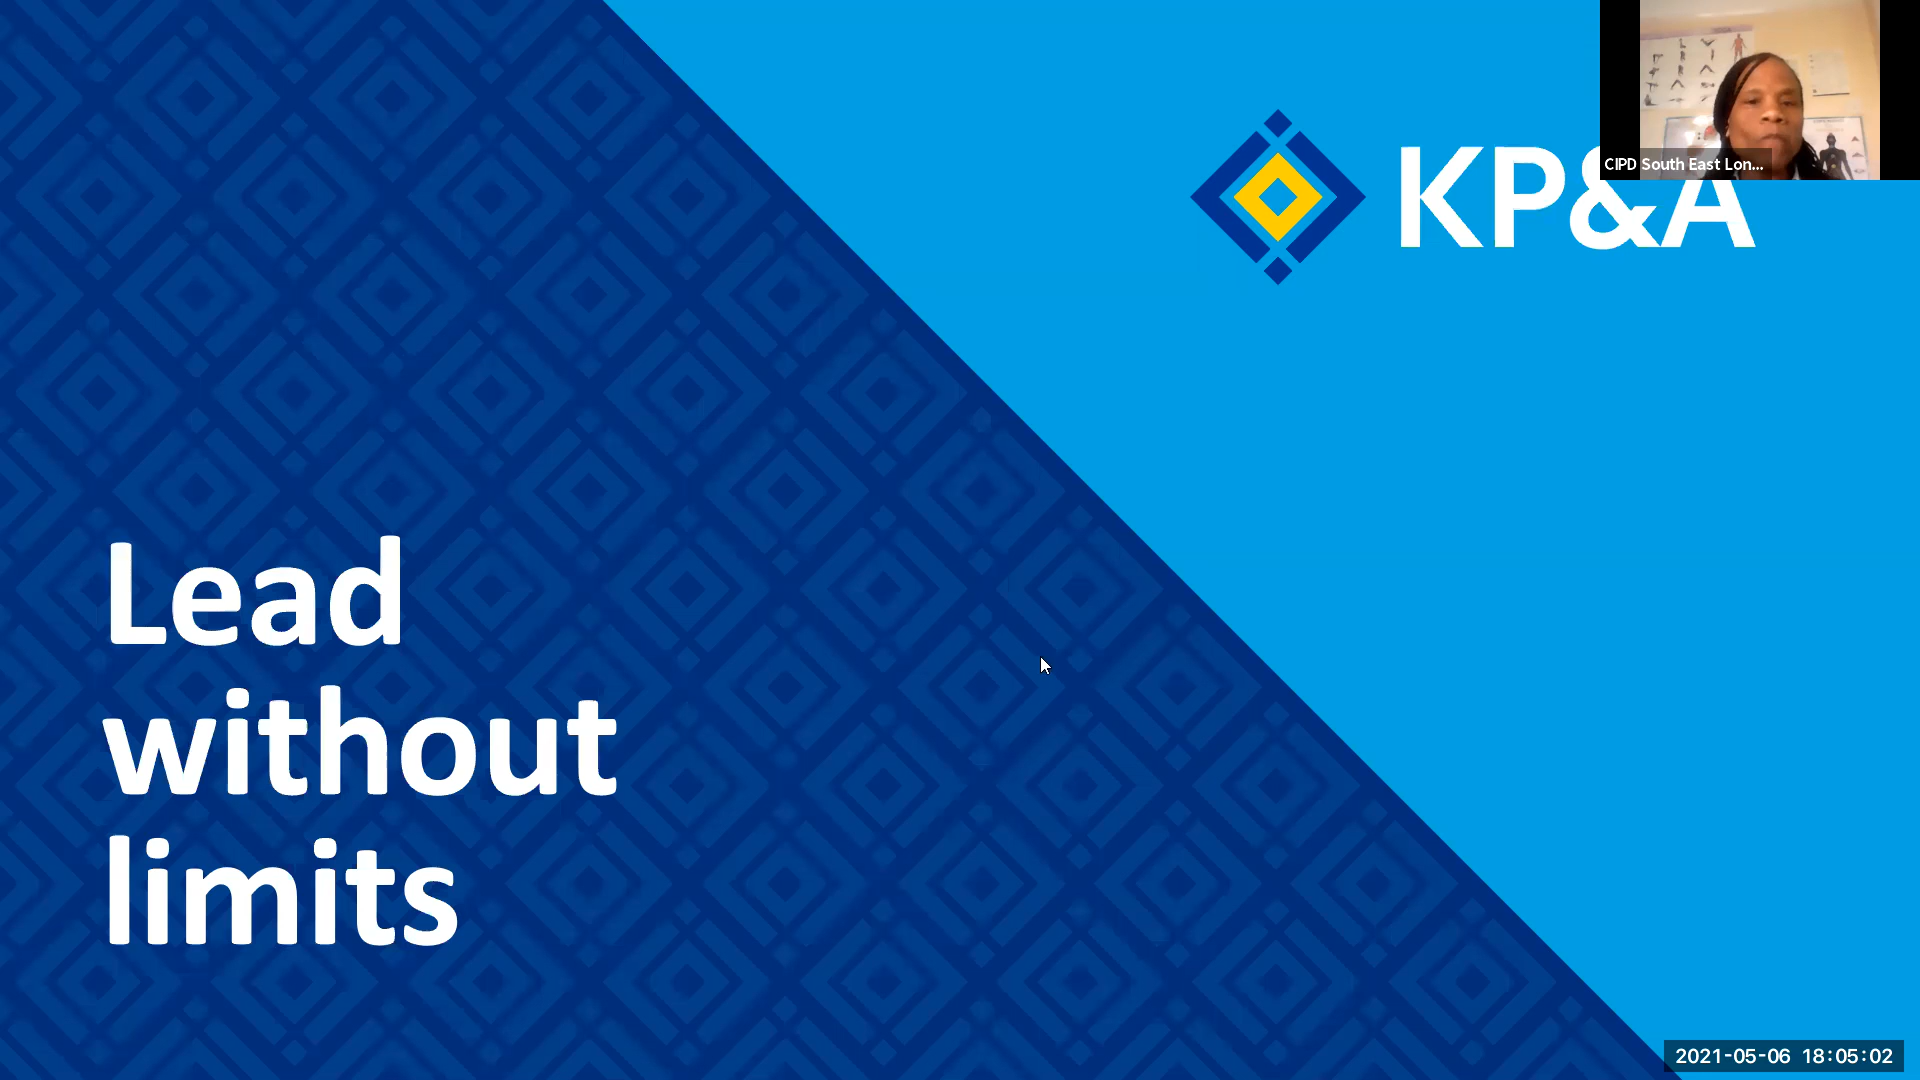 KP&A
CIPD South East Lon...
Lead
without
limits
2021-05-06 18:05:02